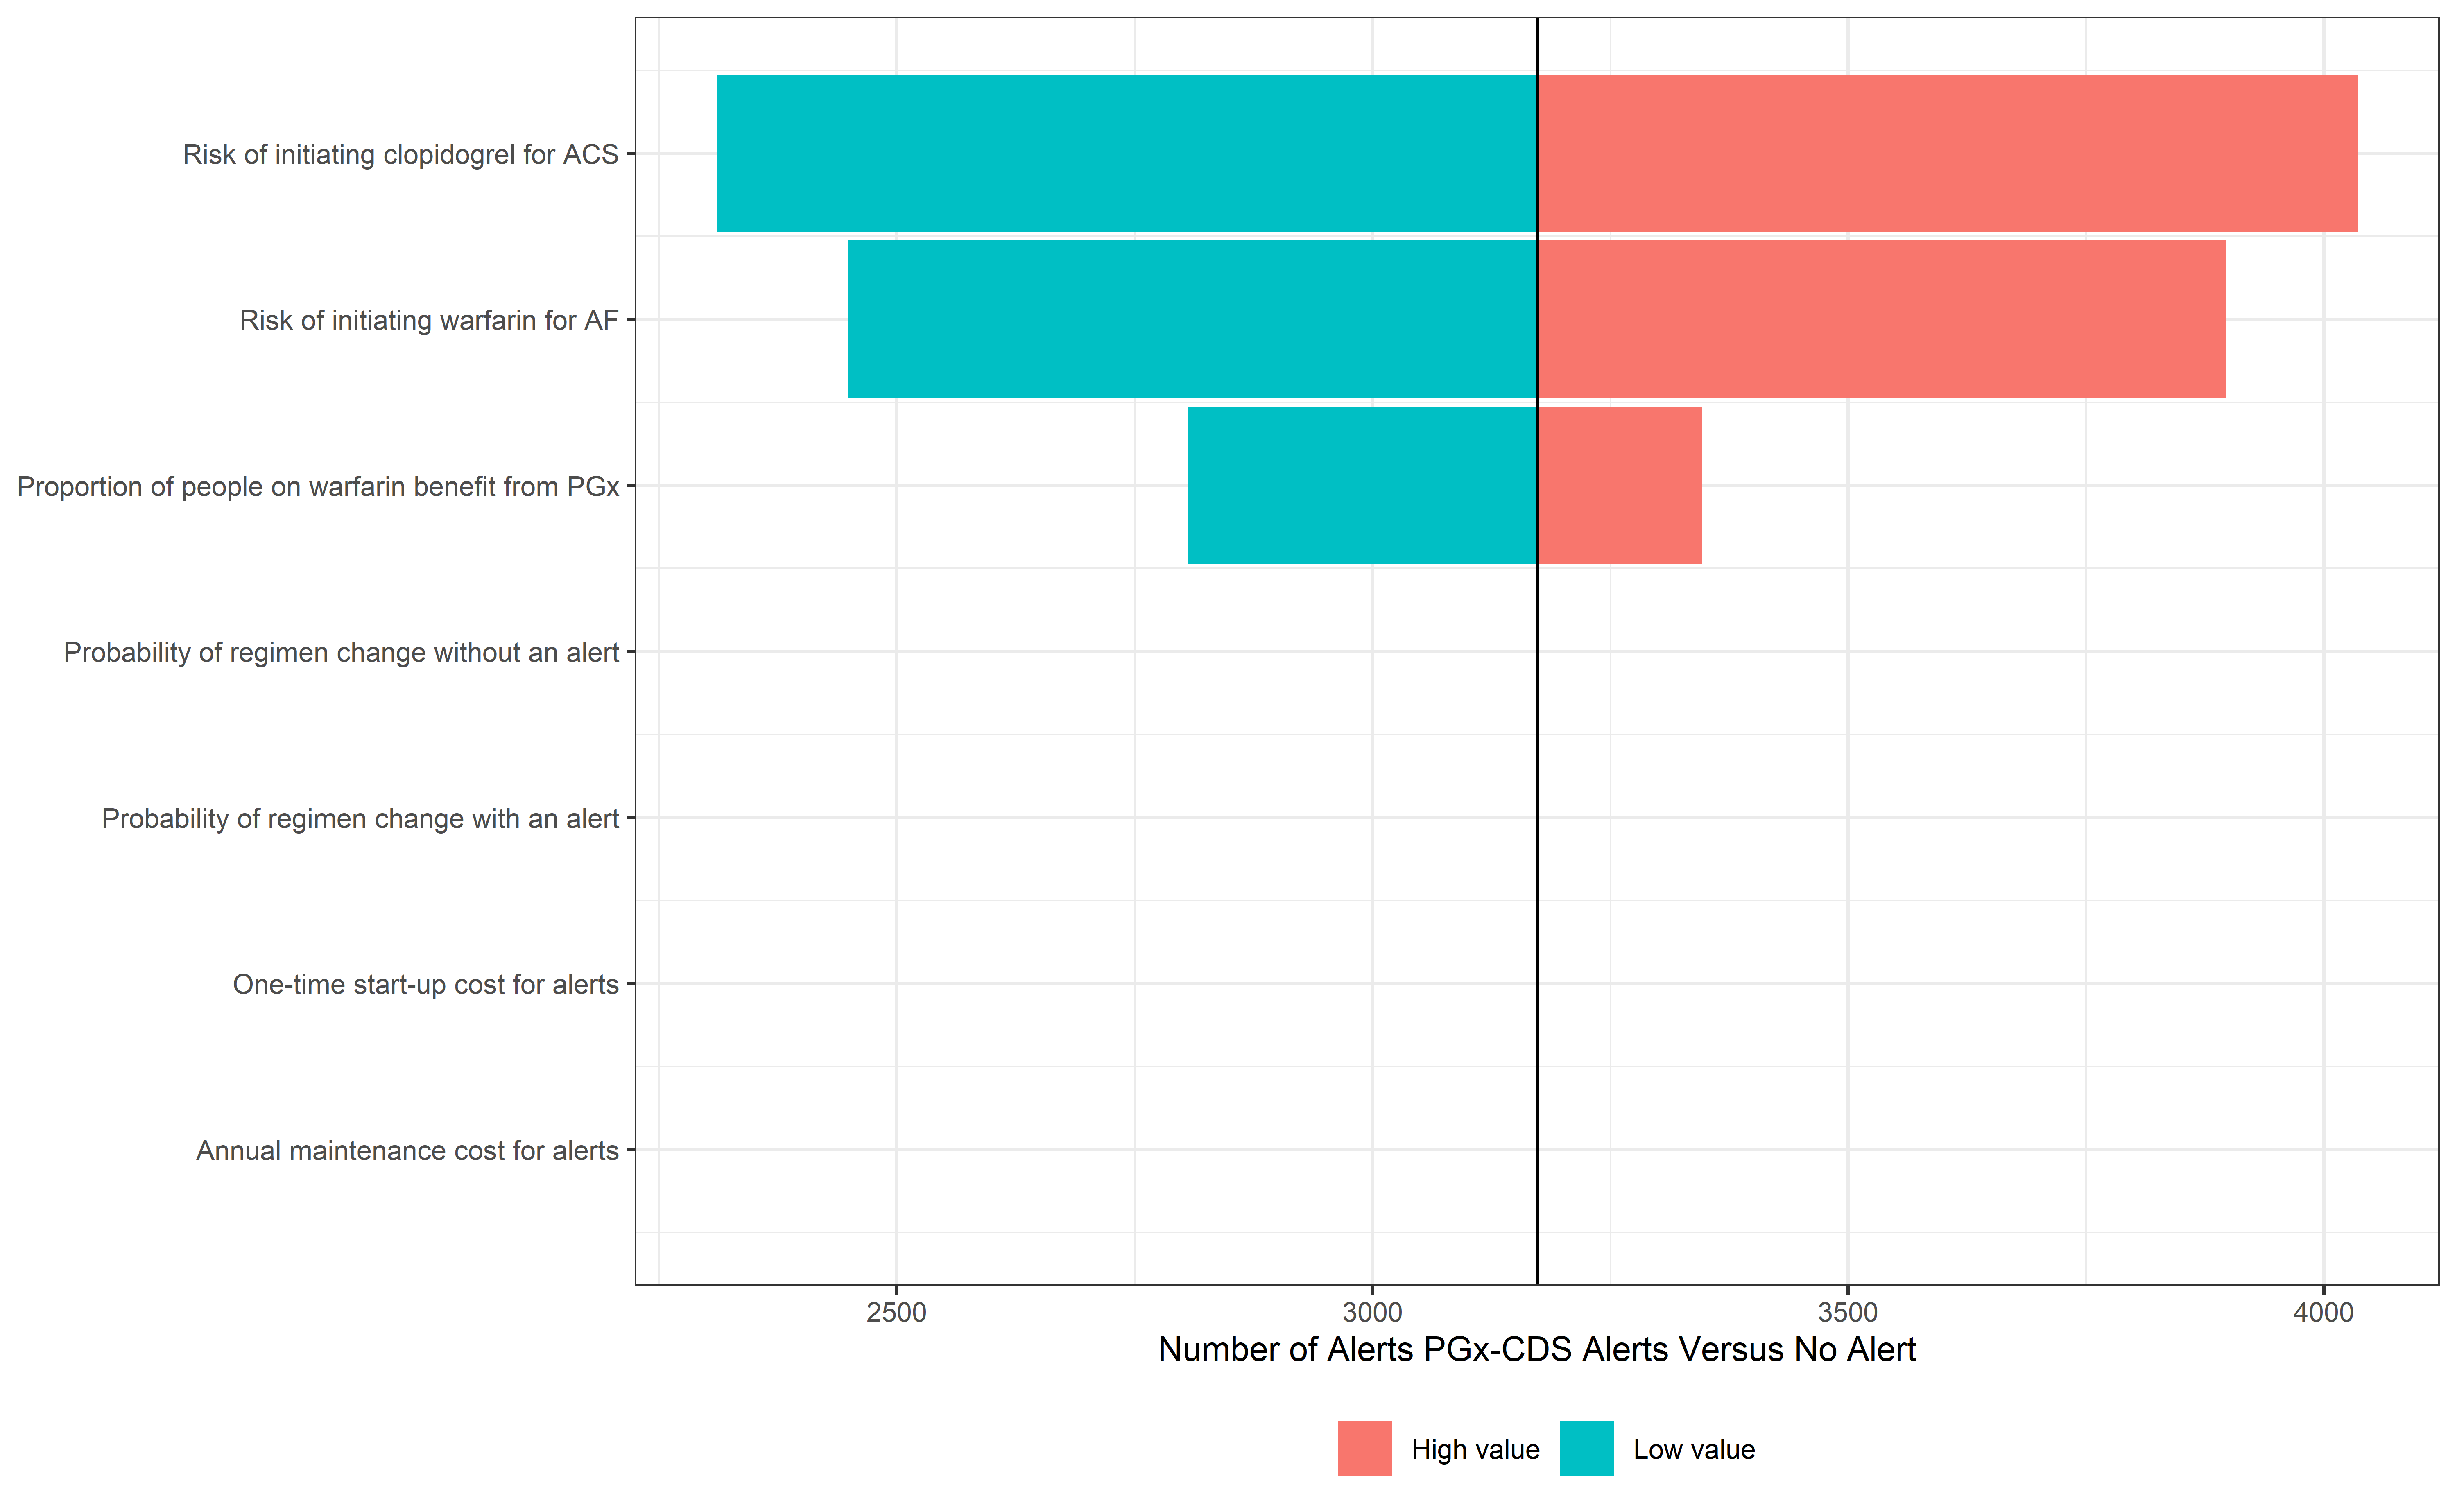 Risk of initiating clopidogrel for ACS
Risk of initiating warfarin for AF
Proportion of people on warfarin benefit from PGx
Probability of regimen change without an alert
Probability of regimen change with an alert
One-time start-up cost for alerts
Annual maintenance cost for alerts
2500 3000 3500 4000
Number of Alerts PGx-CDS Alerts Versus No Alert
High value Low value